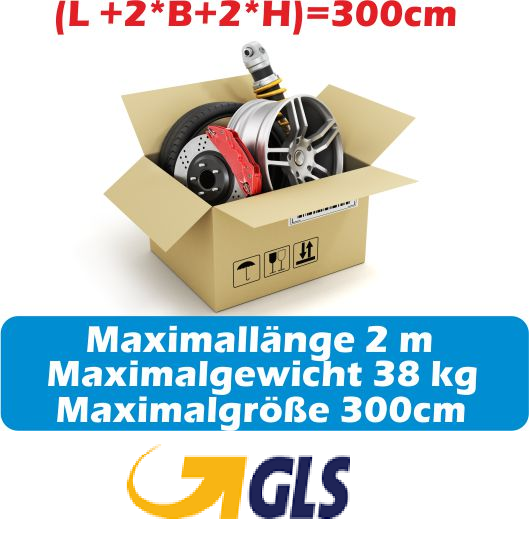 (L +2*B+2*H)=300cm
Maximallänge 2 m
Maximalgewicht 38 kg
Maximalgröße 300cm
GLS